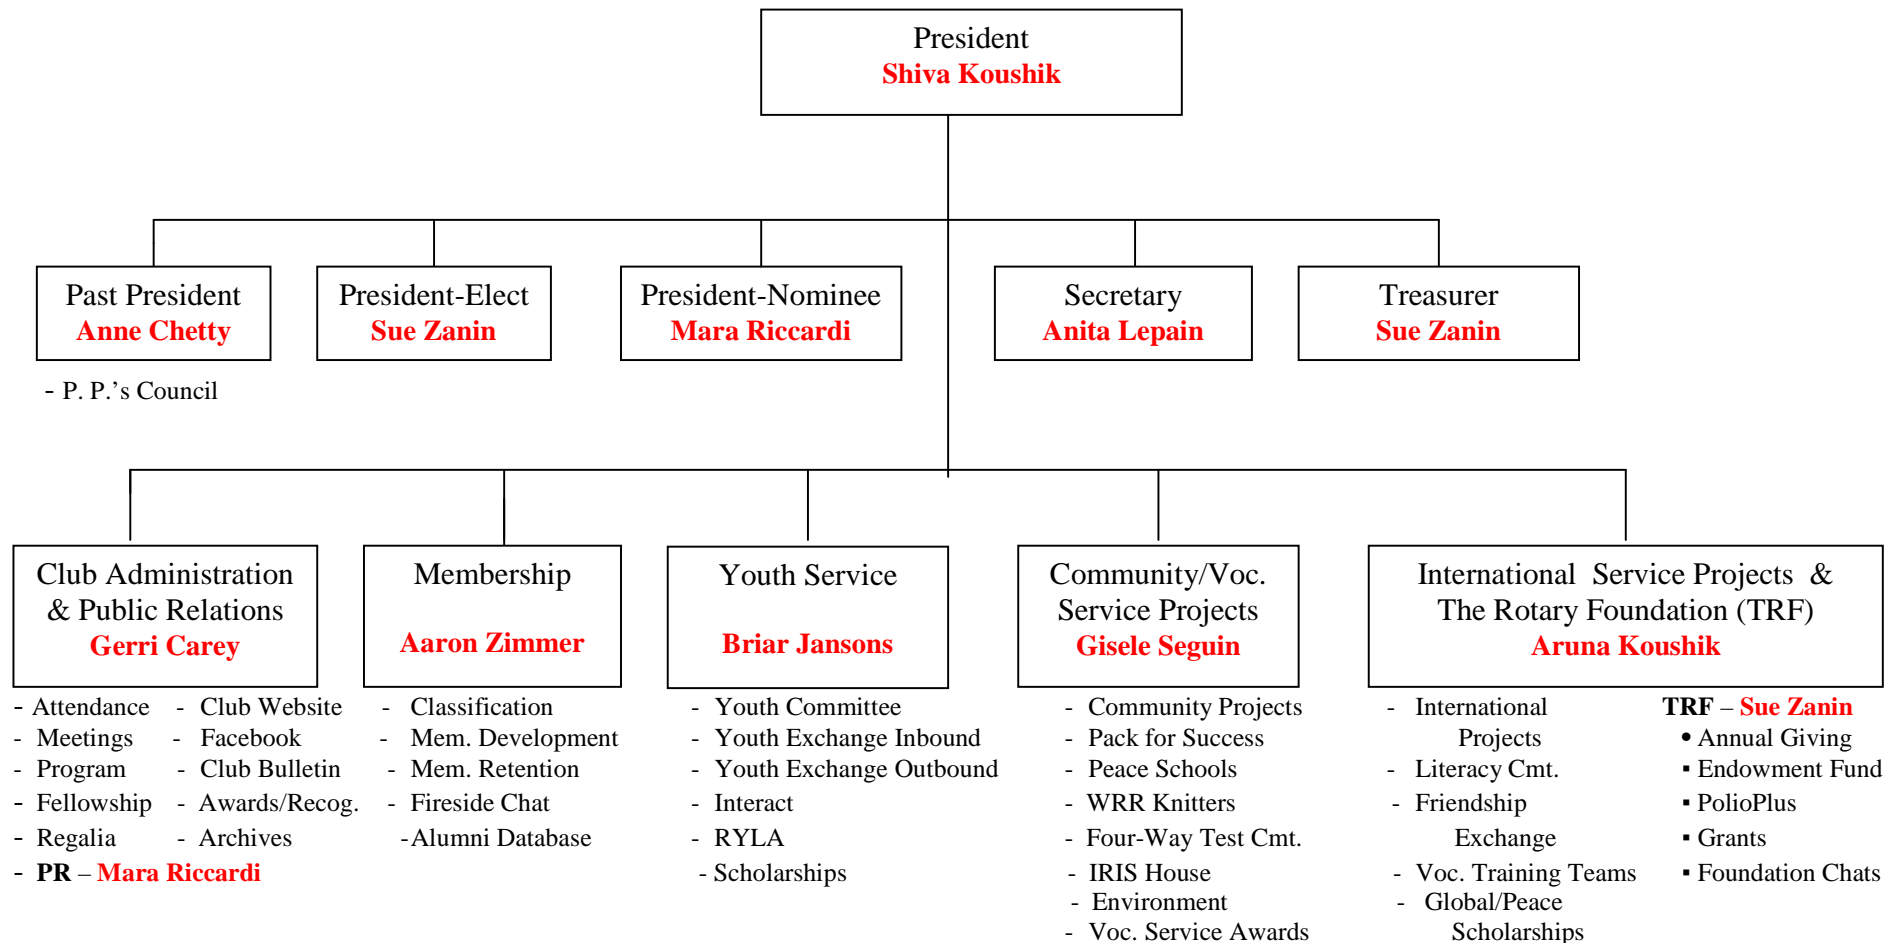 President
Shiva Koushik
Past President
Anne Chetty
- P. P.’s Council
President-Elect
Sue Zanin
President-Nominee
Mara Riccardi
Secretary
Anita Lepain
Treasurer
Sue Zanin
Club Administration
& Public Relations
Gerri Carey
- Attendance
- Meetings
- Program
- Fellowship
- Regalia
- PR – Mara Riccardi
- Club Website
- Facebook
- Club Bulletin
- Awards/Recog.
- Archives
Membership
Aaron Zimmer
- Classification
- Mem. Development
- Mem. Retention
- Fireside Chat
-Alumni Database
Youth Service
Briar Jansons
- Youth Committee
- Youth Exchange Inbound
- Youth Exchange Outbound
- Interact
- RYLA
- Scholarships
Community/Voc.
Service Projects
Gisele Seguin
- Community Projects
- Pack for Success
- Peace Schools
- WRR Knitters
- Four-Way Test Cmt.
- IRIS House
- Environment
- Voc. Service Awards
International Service Projects &
The Rotary Foundation (TRF)
Aruna Koushik
- International
Projects
- Literacy Cmt.
- Friendship
Exchange
- Voc. Training Teams
- Global/Peace
Scholarships
TRF – Sue Zanin
• Annual Giving
▪ Endowment Fund
▪ PolioPlus
▪ Grants
▪ Foundation Chats